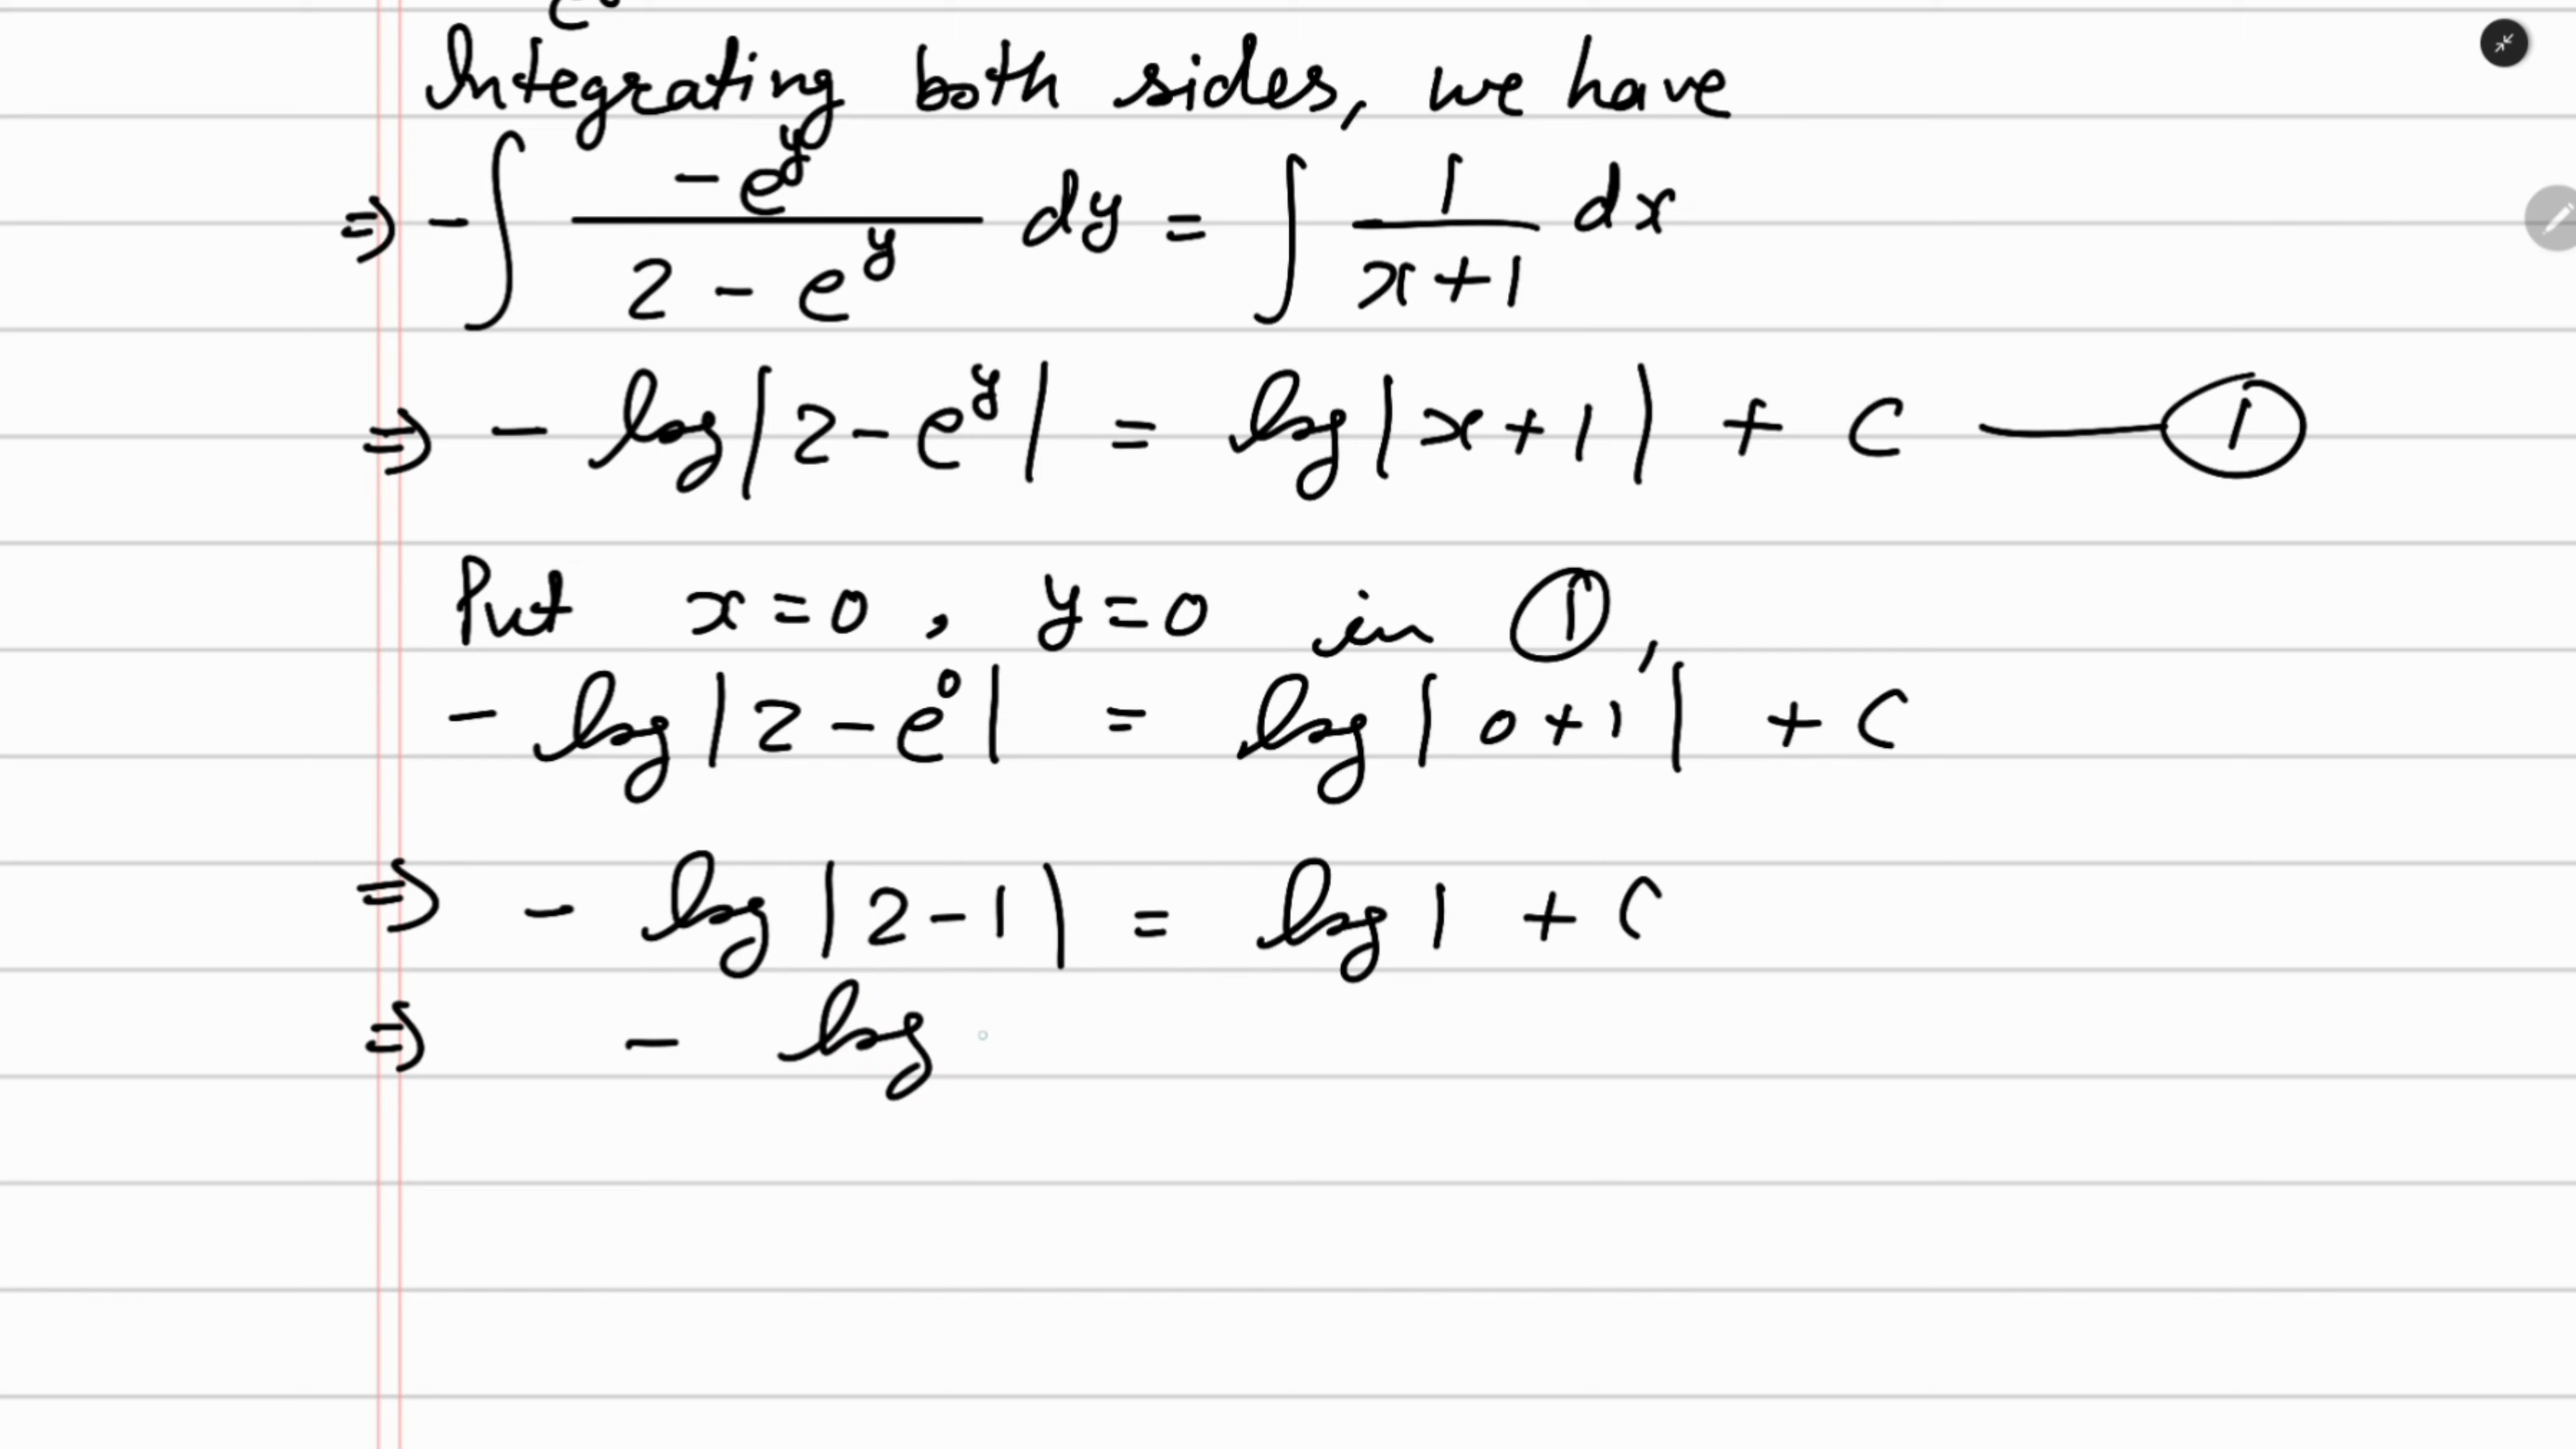 Integrating both sides, we have
⇒ - ∫ -e^y / (2 - e^y) dy = ∫ 1 / (x+1) dx
⇒ - log|2-e^y| = log|x+1| + C —— ①
Put x=0, y=0 in ①,
- log|2-e^0| = log|0+1| + C
⇒ - log|2-1| = log 1 + C
⇒ - log